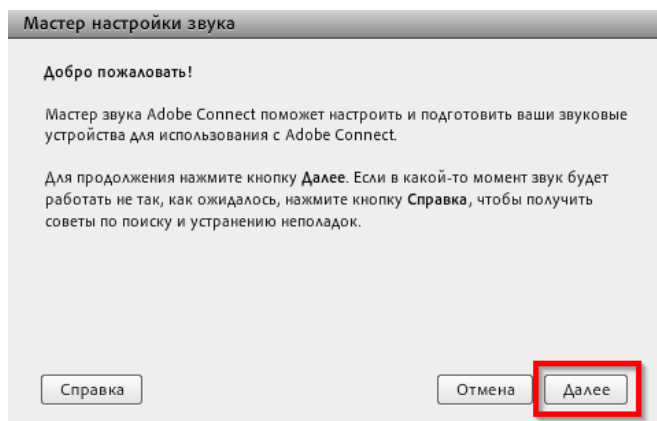 Мастер настройки звука
Добро пожаловать!
Мастер звука Adobe Connect поможет настроить и подготовить ваши звуковые
устройства для использования с Adobe Connect.
Для продолжения нажмите кнопку Далее. Если в какой-то момент звук будет
работать не так, как ожидалось, нажмите кнопку Справка, чтобы получить
советы по поиску и устранению неполадок.
Справка
Отмена
Далее